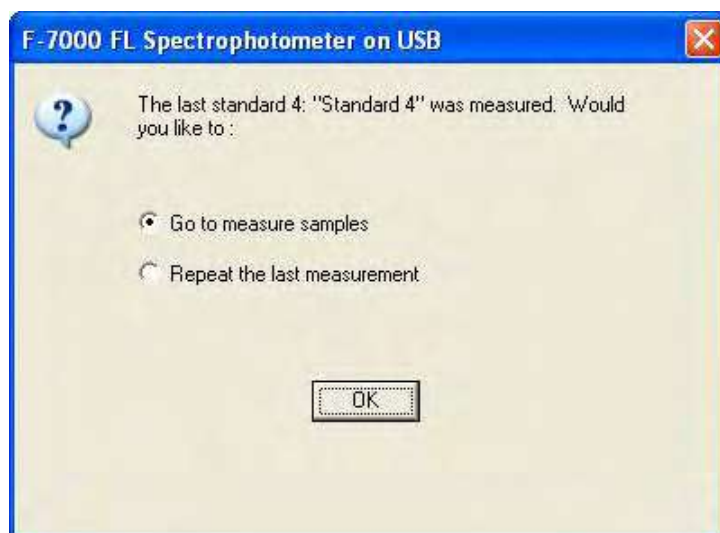 F-7000 FL Spectrophotometer on USB
The last standard 4: "Standard 4" was measured. Would
you like to :
Go to measure samples
Repeat the last measurement
OK